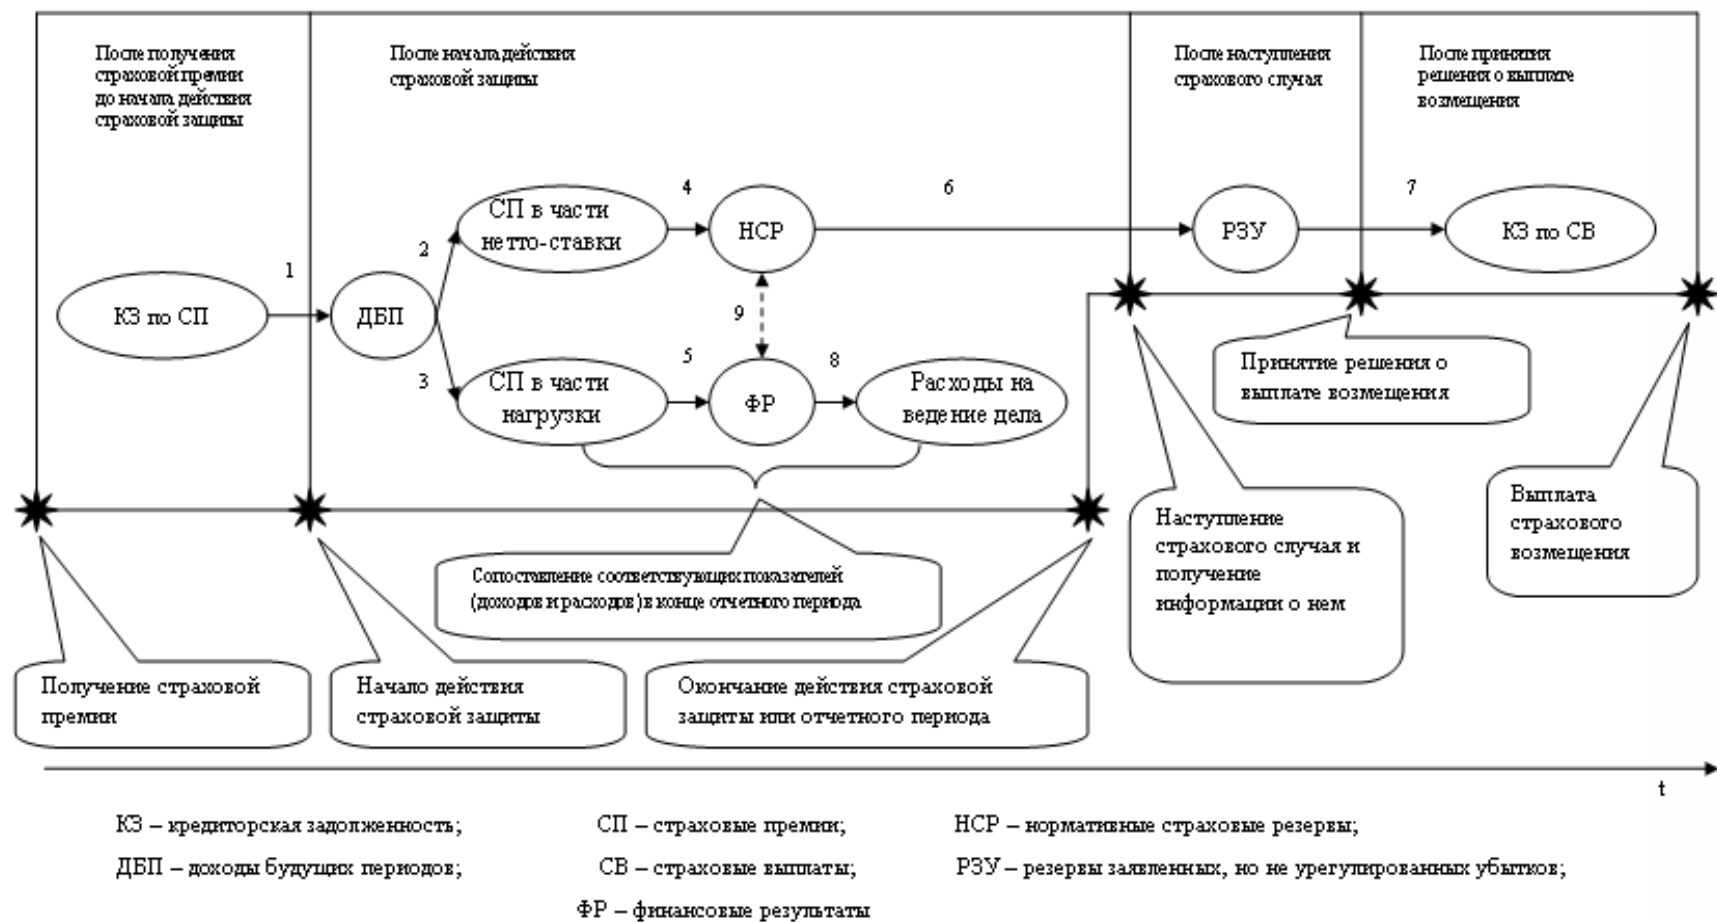 После получения
страховой премии
до начала действия
страховой защиты
После начала действия
страховой защиты
После наступления
страхового случая
После принятия
решения о выплате
возмещения
КЗ по СП
1
ДБП
2
3
СП в части
нетто-ставки
4
НСР
6
РЗУ
7
КЗ по СВ
9
СП в части
нагрузки
5
ФР
8
Расходы на
ведение дела
Принятие решения о
выплате возмещения
Сопоставление соответствующих показателей
(доходов и расходов) в конце отчетного периода
Наступление
страхового случая и
получение
информации о нем
Выплата
страхового
возмещения
Получение страховой
премии
Начало действия
страховой защиты
Окончание действия страховой
защиты или отчетного периода
t
КЗ – кредиторская задолженность;
СП – страховые премии;
НСР – нормативные страховые резервы;
ДБП – доходы будущих периодов;
СВ – страховые выплаты;
РЗУ – резервы заявленных, но не урегулированных убытков;
ФР – финансовые результаты